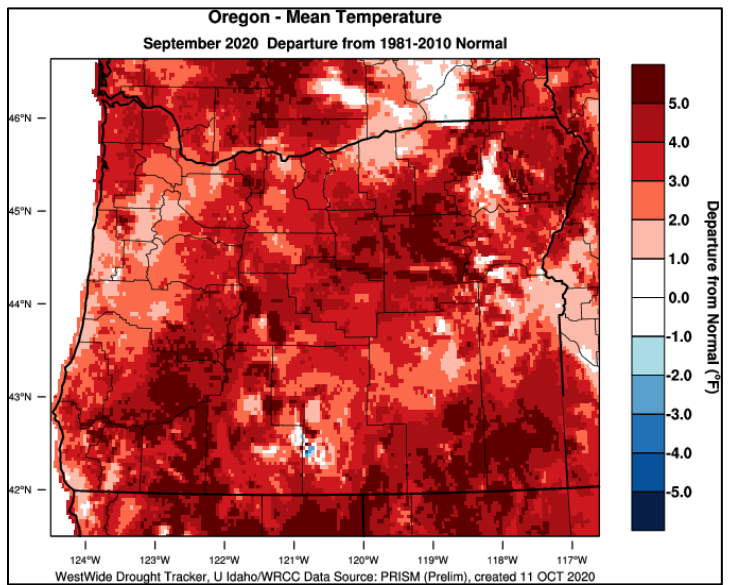 Oregon - Mean Temperature
September 2020 Departure from 1981-2010 Normal
46°N
45°N
44°N
43°N
42°N
124°W 123°W 122°W 121°W 120°W 119°W 118°W 117°W
5.0
4.0
3.0
2.0
1.0
0.0
-1.0
-2.0
-3.0
-4.0
-5.0
Departure from Normal (°F)
WestWide Drought Tracker, U Idaho/WRCC Data Source: PRISM (Prelim), created 11 OCT 2020